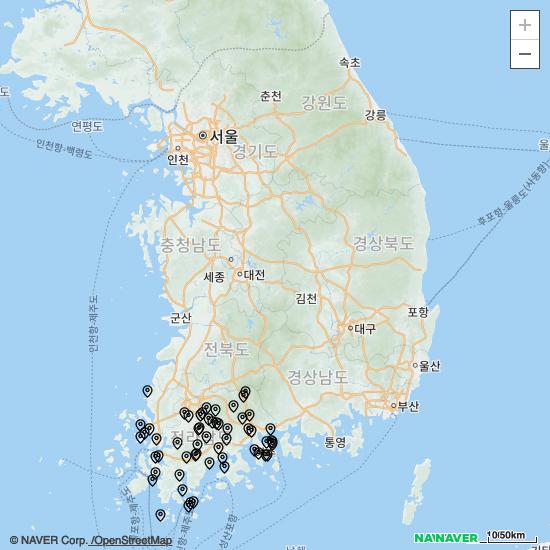 +
−
속초
춘천
강원도
강릉
도
연평도
서울
인천
경기도
인천항-백령도
울
후포항-울릉도(사동항)
충청남도
경상북도
세종
대전
김천
인천항-제주도
군산
포항
대구
전북도
울산
경상남도
부산
통영
© NAVER Corp. /OpenStreetMap
NAVER
10/50km